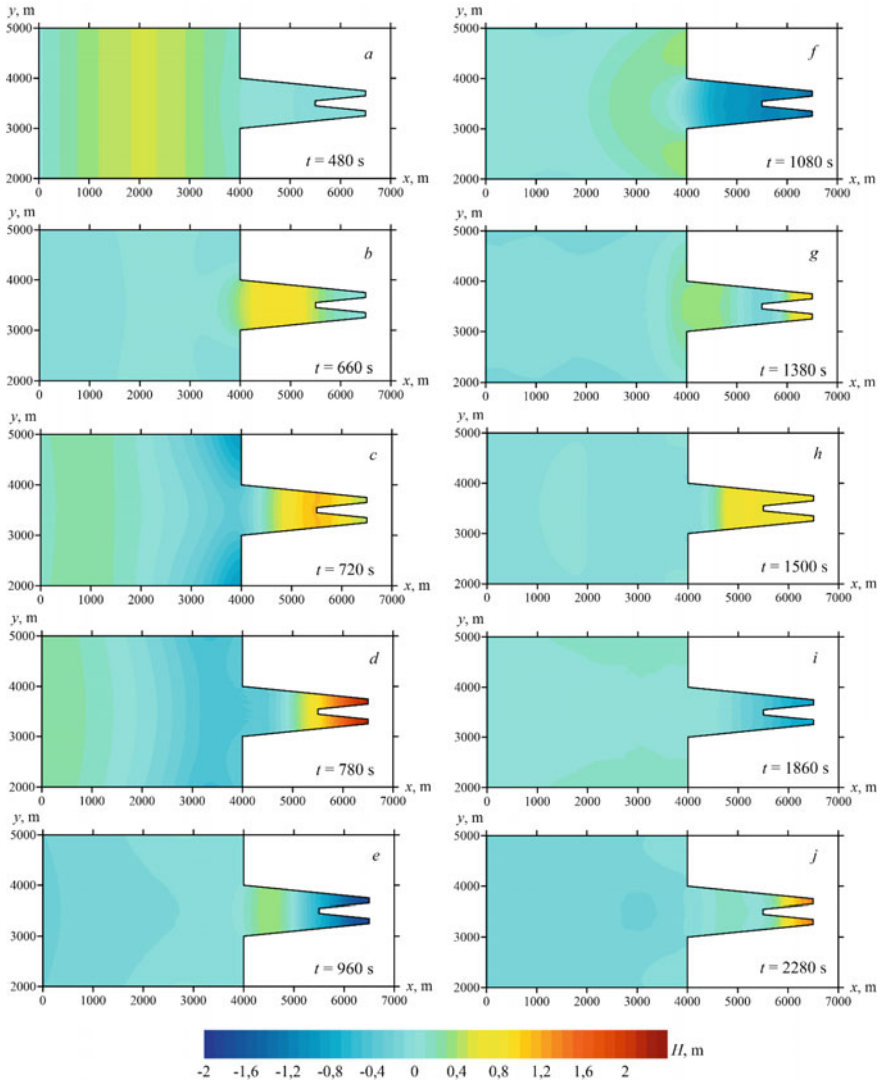 y, m
5000
a
4000
3000
t = 480 s
2000
0 1000 2000 3000 4000 5000 6000 7000
x, m
y, m
5000
b
4000
3000
t = 660 s
2000
0 1000 2000 3000 4000 5000 6000 7000
x, m
y, m
5000
c
4000
3000
t = 720 s
2000
0 1000 2000 3000 4000 5000 6000 7000
x, m
y, m
5000
d
4000
3000
t = 780 s
2000
0 1000 2000 3000 4000 5000 6000 7000
x, m
y, m
5000
e
4000
3000
t = 960 s
2000
0 1000 2000 3000 4000 5000 6000 7000
x, m
y, m
5000
f
4000
3000
t = 1080 s
2000
0 1000 2000 3000 4000 5000 6000 7000
x, m
y, m
5000
g
4000
3000
t = 1380 s
2000
0 1000 2000 3000 4000 5000 6000 7000
x, m
y, m
5000
h
4000
3000
t = 1500 s
2000
0 1000 2000 3000 4000 5000 6000 7000
x, m
y, m
5000
i
4000
3000
t = 1860 s
2000
0 1000 2000 3000 4000 5000 6000 7000
x, m
y, m
5000
j
4000
3000
t = 2280 s
2000
0 1000 2000 3000 4000 5000 6000 7000
x, m
H, m
-2 -1,6 -1,2 -0,8 -0,4 0 0,4 0,8 1,2 1,6 2